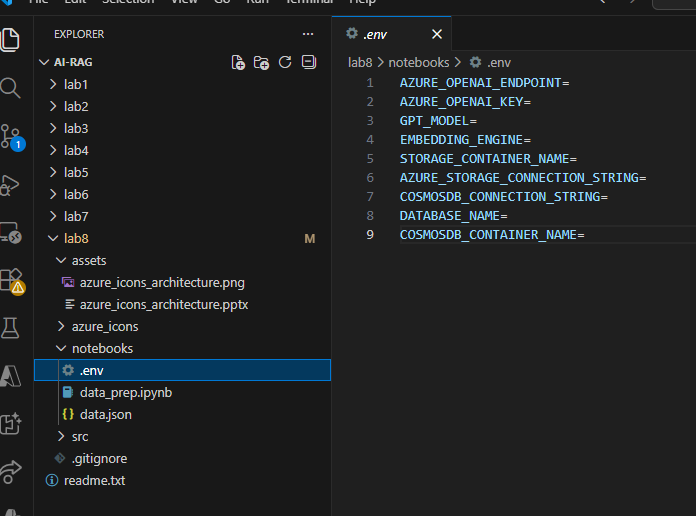 File Edit Selection View Go Run Terminal Help
EXPLORER
AI-RAG
lab1
lab2
lab3
lab4
lab5
lab6
lab7
lab8 M
assets
azure_icons_architecture.png
azure_icons_architecture.pptx
azure_icons
notebooks
.env
data_prep.ipynb
{} data.json
src
.gitignore
readme.txt
1
.env
lab8 > notebooks > .env
1 AZURE_OPENAI_ENDPOINT=
2 AZURE_OPENAI_KEY=
3 GPT_MODEL=
4 EMBEDDING_ENGINE=
5 STORAGE_CONTAINER_NAME=
6 AZURE_STORAGE_CONNECTION_STRING=
7 COSMOSDB_CONNECTION_STRING=
8 DATABASE_NAME=
9 COSMOSDB_CONTAINER_NAME=